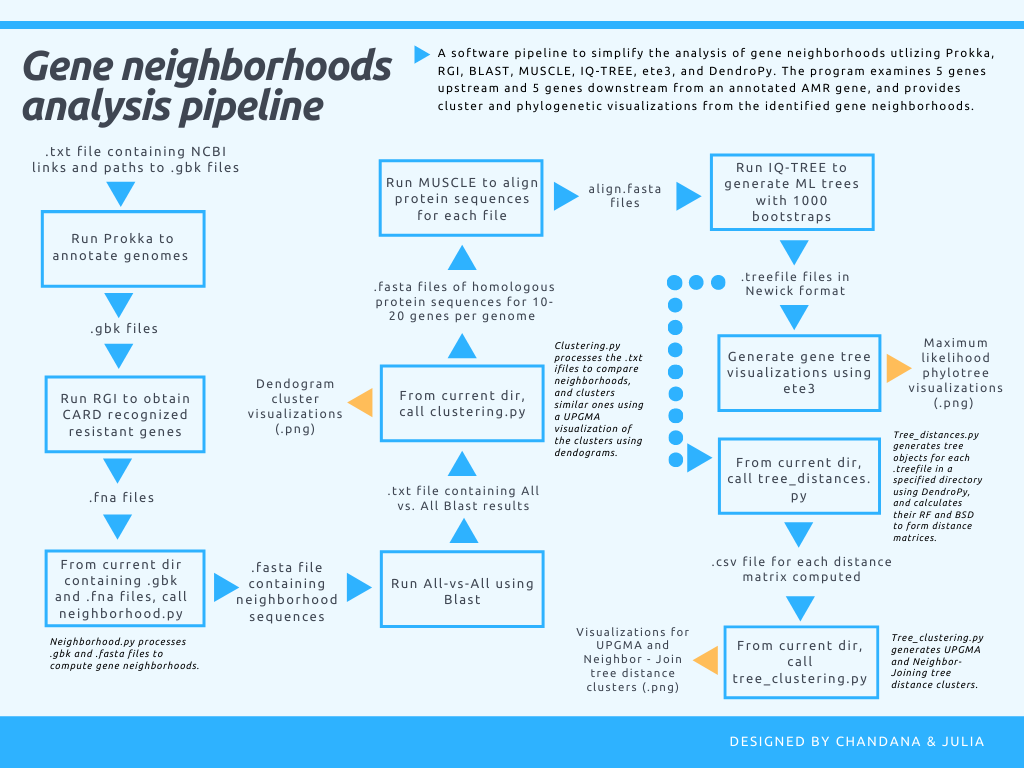 Gene neighborhoods
analysis pipeline
A software pipeline to simplify the analysis of gene neighborhoods utlizing Prokka,
RGI, BLAST, MUSCLE, IQ-TREE, ete3, and DendroPy. The program examines 5 genes
upstream and 5 genes downstream from an annotated AMR gene, and provides
cluster and phylogenetic visualizations from the identified gene neighborhoods.
.txt file containing NCBI
links and paths to .gbk files
Run Prokka to
annotate genomes
.gbk files
Run RGI to obtain
CARD recognized
resistant genes
.fna files
From current dir
containing .gbk
and .fna files, call
neighborhood.py
Neighborhood.py processes
.gbk and .fasta files to
compute gene neighborhoods.
.fasta file
containing
neighborhood
sequences
Run All-vs-All using
Blast
.txt file containing All
vs. All Blast results
From current dir,
call clustering.py
Dendogram
cluster
visualizations
(.png)
Clustering.py
processes the .txt
ifiles to compare
neighborhoods,
and clusters
similar ones using
a UPGMA
visualization of
the clusters using
dendograms.
.fasta files of homologous
protein sequences for 10-
20 genes per genome
Run MUSCLE to align
protein sequences
for each file
align.fasta
files
Run IQ-TREE to
generate ML trees
with 1000
bootstraps
.treefile files in
Newick format
Generate gene tree
visualizations using
ete3
Maximum
likelihood
phylotree
visualizations
(.png)
From current dir,
call tree_distances.
py
Tree_distances.py
generates tree
objects for each
.treefile in a
specified directory
using DendroPy,
and calculates
their RF and BSD
to form distance
matrices.
.csv file for each distance
matrix computed
From current dir,
call
tree_clustering.py
Visualizations for
UPGMA and
Neighbor - Join
tree distance
clusters (.png)
Tree_clustering.py
generates UPGMA
and Neighbor-
Joining tree
distance clusters.
DESIGNED BY CHANDANA & JULIA